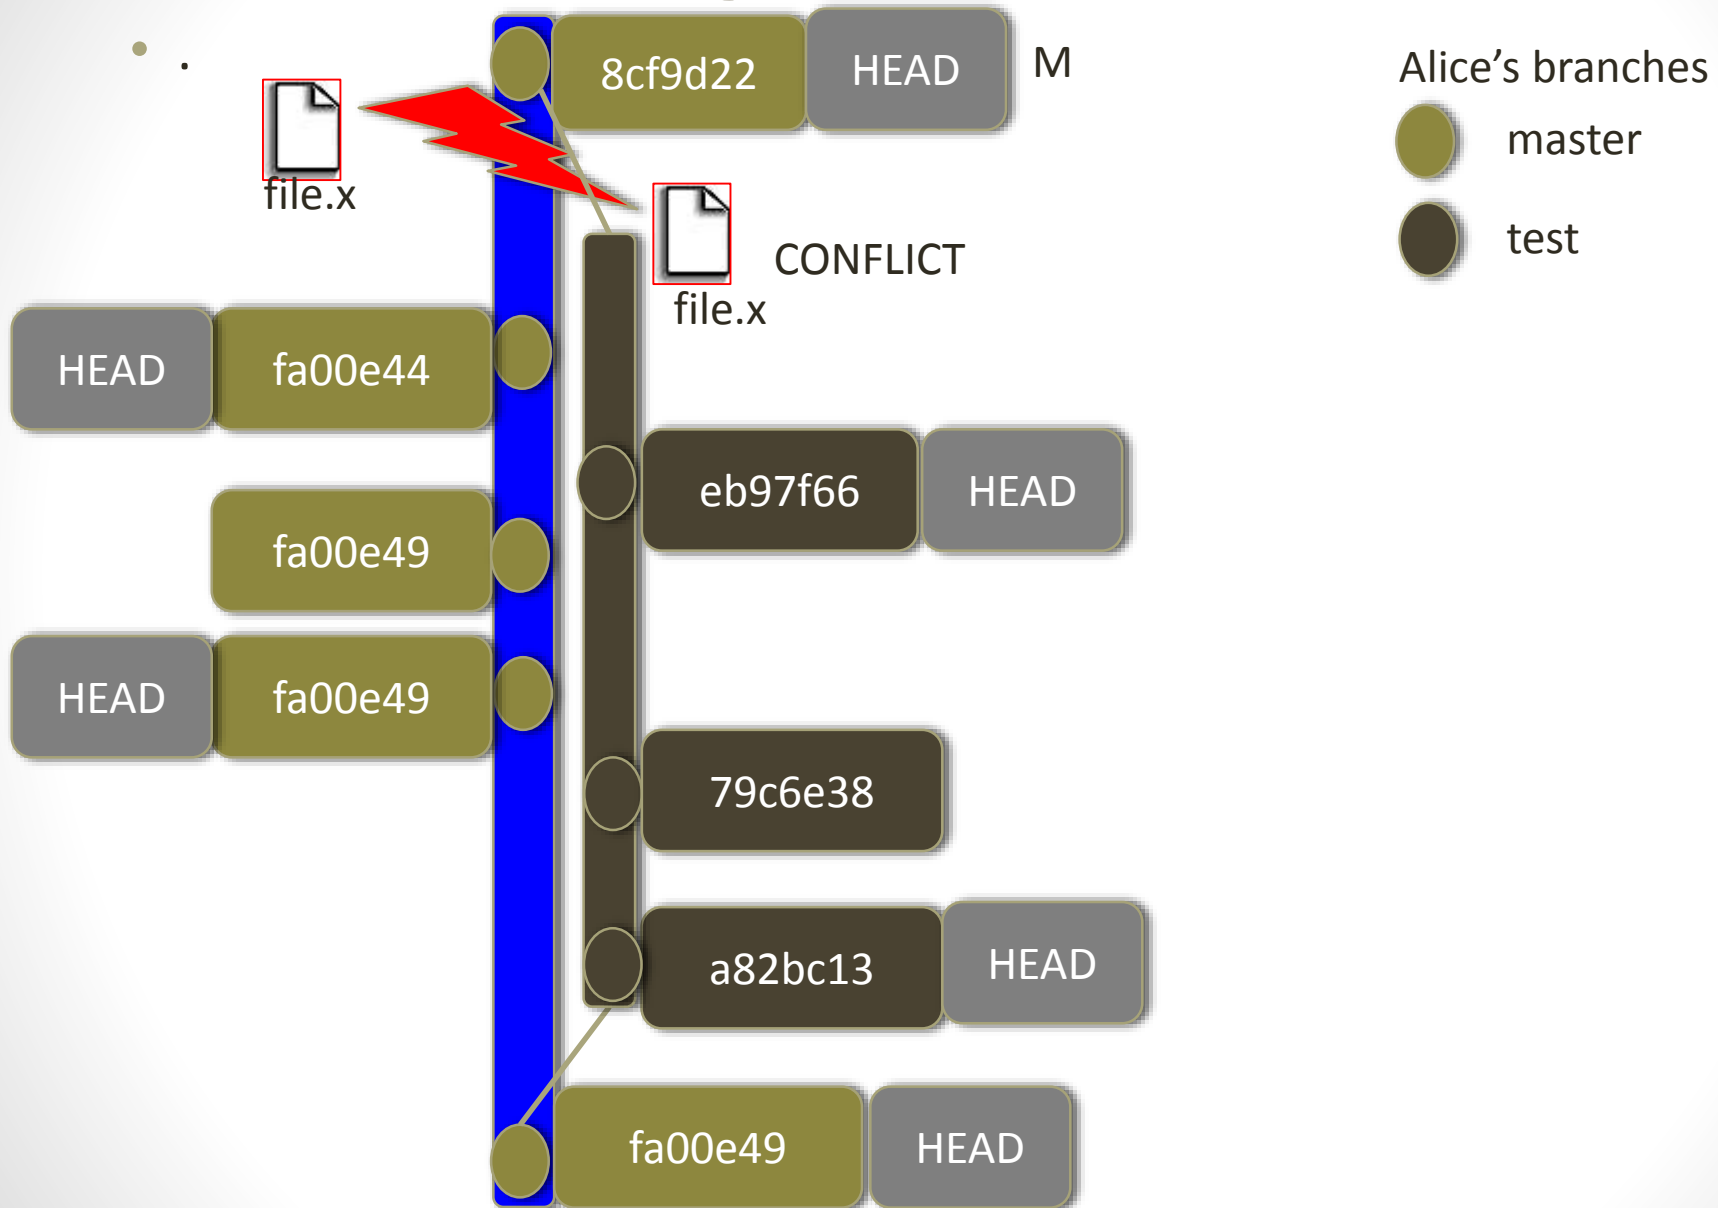 .
8cf9d22
HEAD
M
Alice’s branches
master
test
file.x
CONFLICT
file.x
HEAD
fa00e44
eb97f66
HEAD
fa00e49
HEAD
fa00e49
79c6e38
a82bc13
HEAD
fa00e49
HEAD